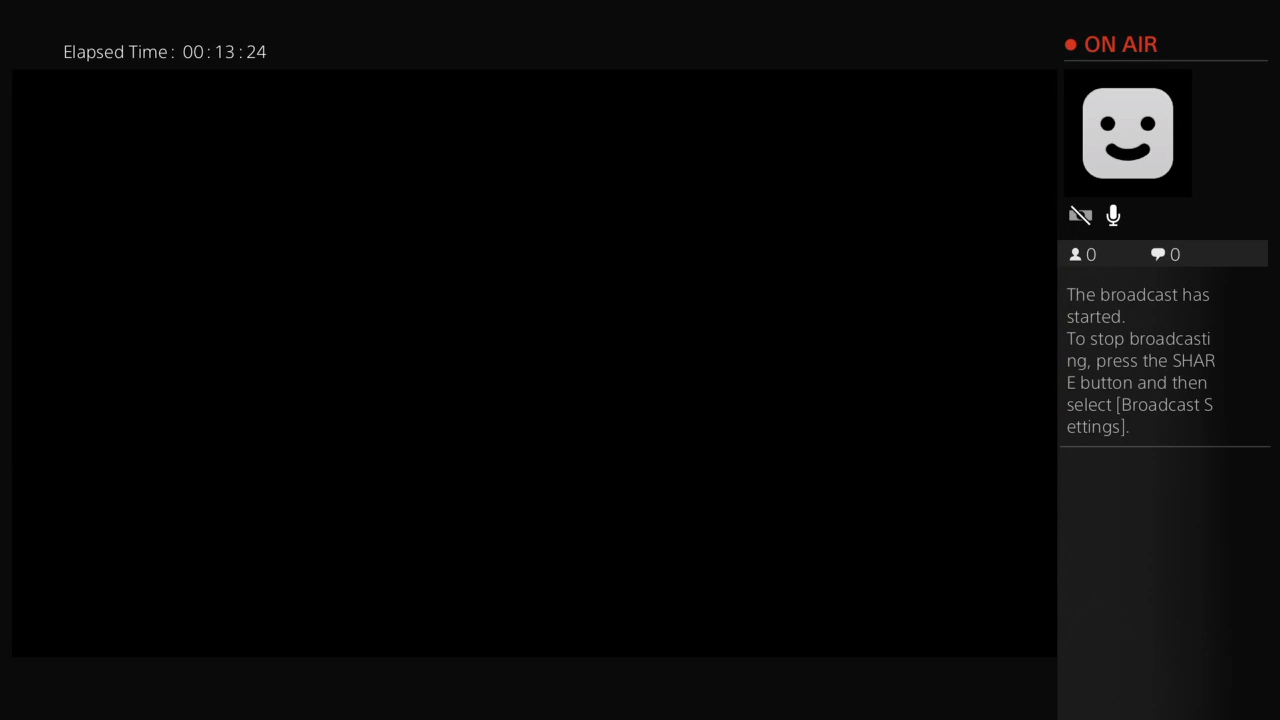 Elapsed Time: 00:13:24
ON AIR
0 0
The broadcast has
started.
To stop broadcasti
ng, press the SHAR
E button and then
select [Broadcast S
ettings].